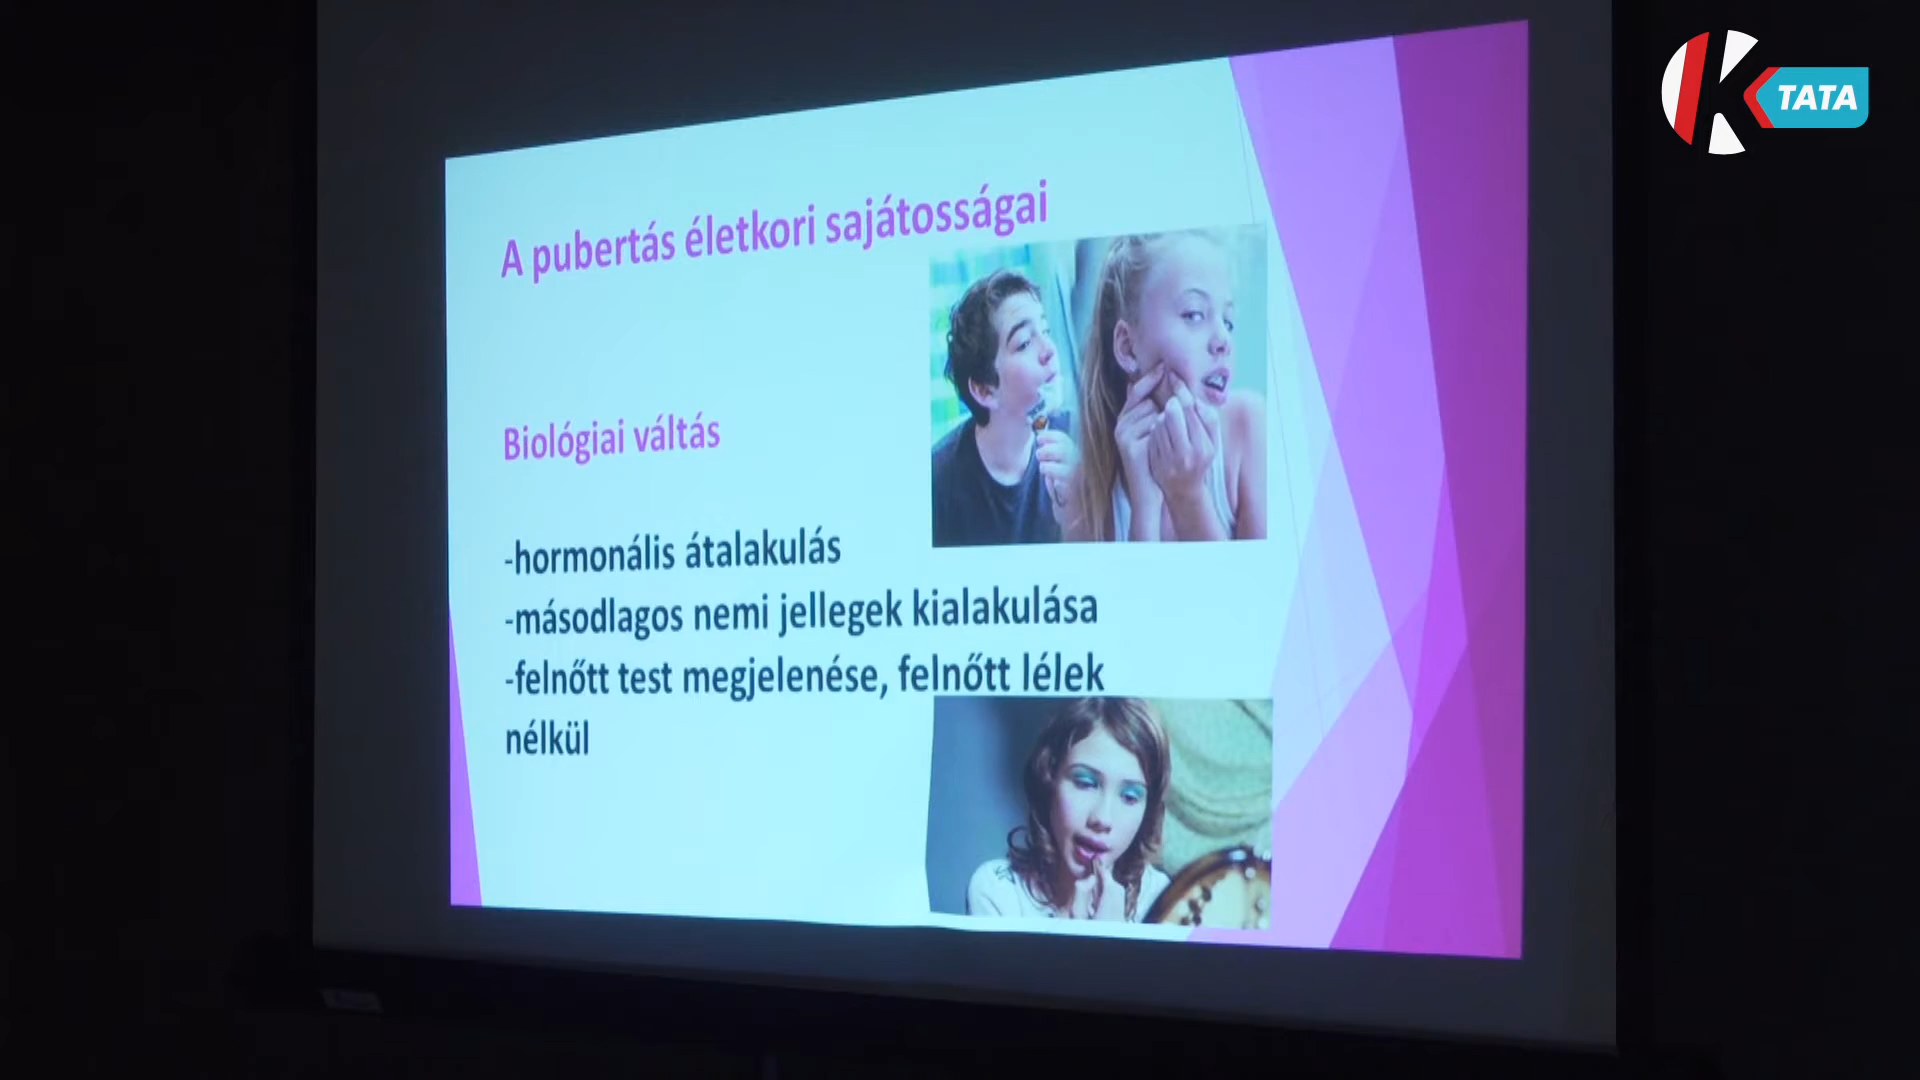 K TATA
A pubertás életkori sajátosságai
Biológiai váltás
-hormonális átalakulás
-másodlagos nemi jellegek kialakulása
-felnőtt test megjelenése, felnőtt lélek
nélkül